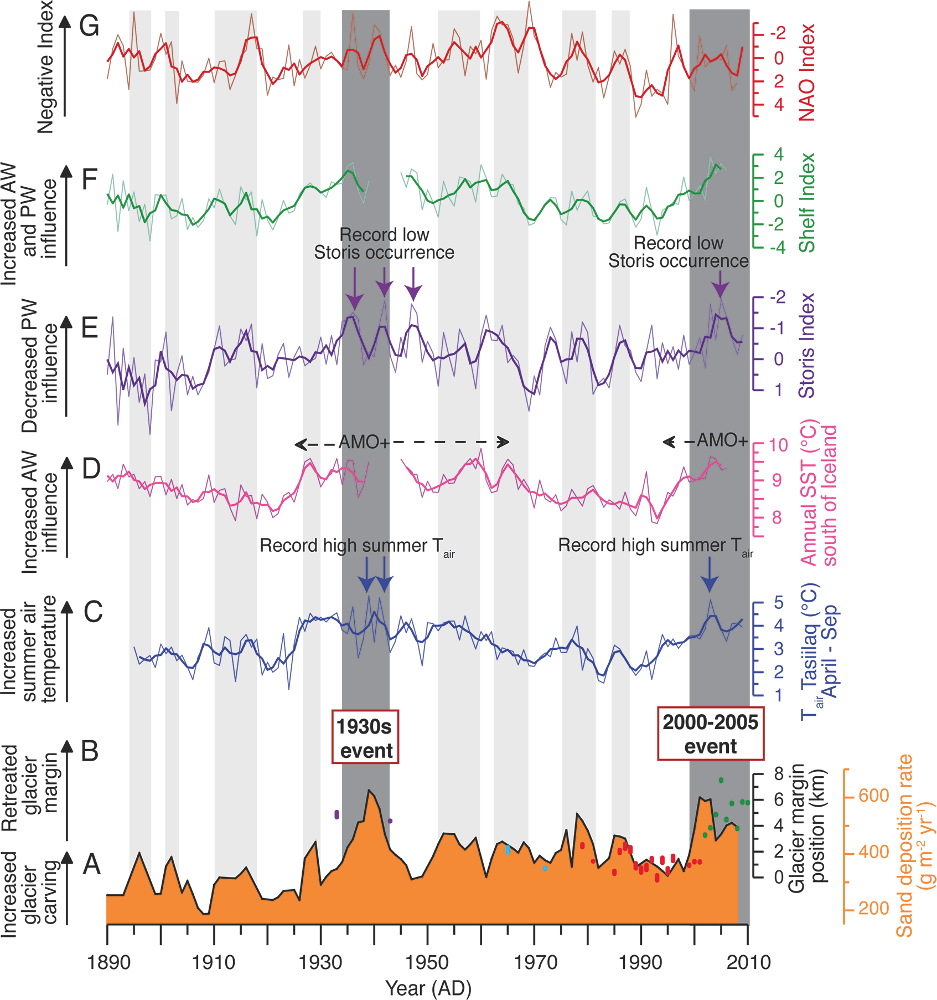 Negative Index
G
-2
0
2
4
NAO Index
Increased AW
and PW
influence
F
4
2
0
-2
-4
Shelf Index
Record low
Storis occurrence
Record low
Storis occurrence
Decreased PW
influence
E
-2
-1
0
1
Storis Index
AMO+
AMO+
Increased AW
influence
D
10
9
8
Annual SST (°C)
south of Iceland
Record high summer Tair
Record high summer Tair
Increased
summer air
temperature
C
5
4
3
2
1
Tair Tasiilaq (°C)
April - Sep
1930s
event
2000-2005
event
Retreated
glacier
margin
B
8
6
4
2
0
Glacier margin
position (km)
Increased
glacier
carving
A
600
400
200
Sand deposition rate
(g m-2 yr-1)
1890
1910
1930
1950
1970
1990
2010
Year (AD)